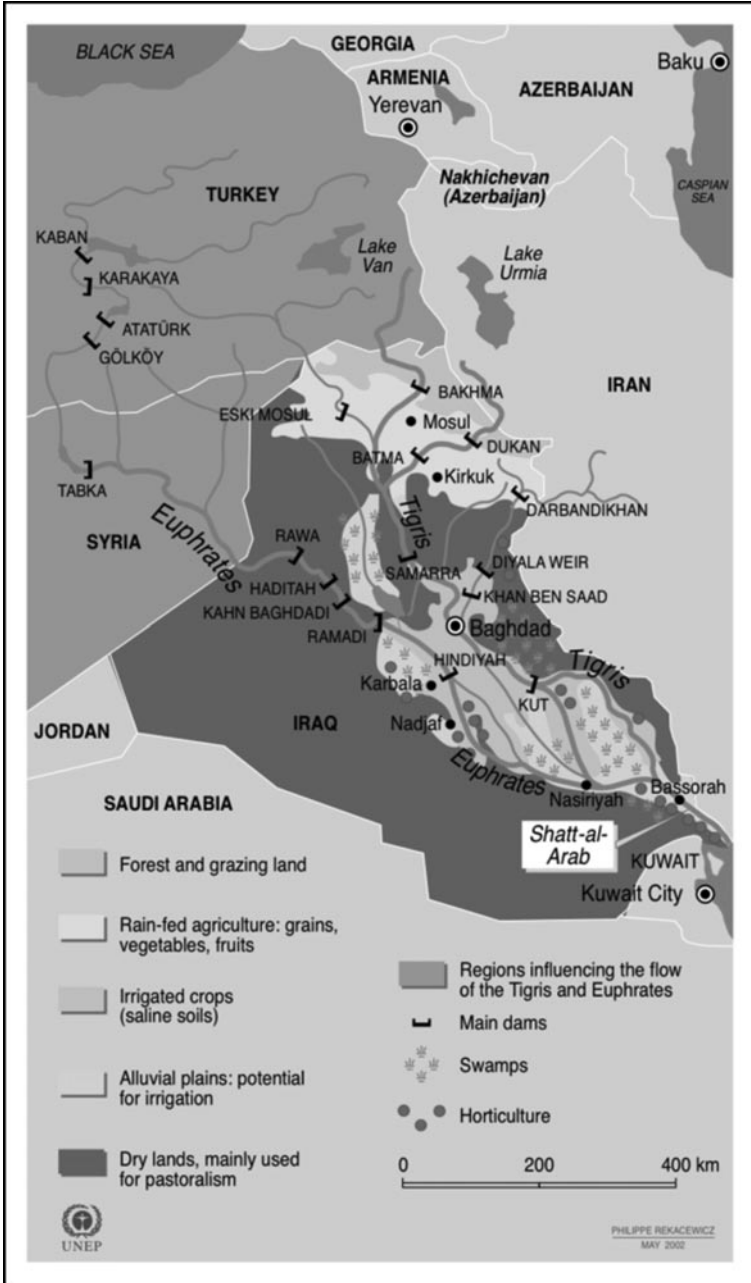 BLACK SEA
GEORGIA
ARMENIA
Yerevan
AZERBAIJAN
Baku
Nakhichevan
(Azerbaijan)
CASPIAN
SEA
TURKEY
KABAN
KARAKAYA
Lake
Van
Lake
Urmia
ATATÜRK
GÖLKÖY
IRAN
BAKHMA
ESKI MOSUL
Mosul
DUKAN
BATMA
Kirkuk
TABKA
DARBANDIKHAN
SYRIA
Euphrates
Tigris
RAWA
SAMARRA
DIYALA WEIR
HADITAH
KHAN BEN SAAD
KAHN BAGHDADI
RAMADI
Baghdad
HINDIYAH
Tigris
Karbala
KUT
JORDAN
IRAQ
Nadjaf
Euphrates
Nasiriyah
Bassorah
SAUDI ARABIA
Shatt-al-
Arab
KUWAIT
Kuwait City
Forest and grazing land
Rain-fed agriculture: grains,
vegetables, fruits
Irrigated crops
(saline soils)
Alluvial plains: potential
for irrigation
Dry lands, mainly used
for pastoralism
Regions influencing the flow
of the Tigris and Euphrates
Main dams
Swamps
Horticulture
0 200 400 km
UNEP
PHILIPPE REKACEWICZ
MAY 2002